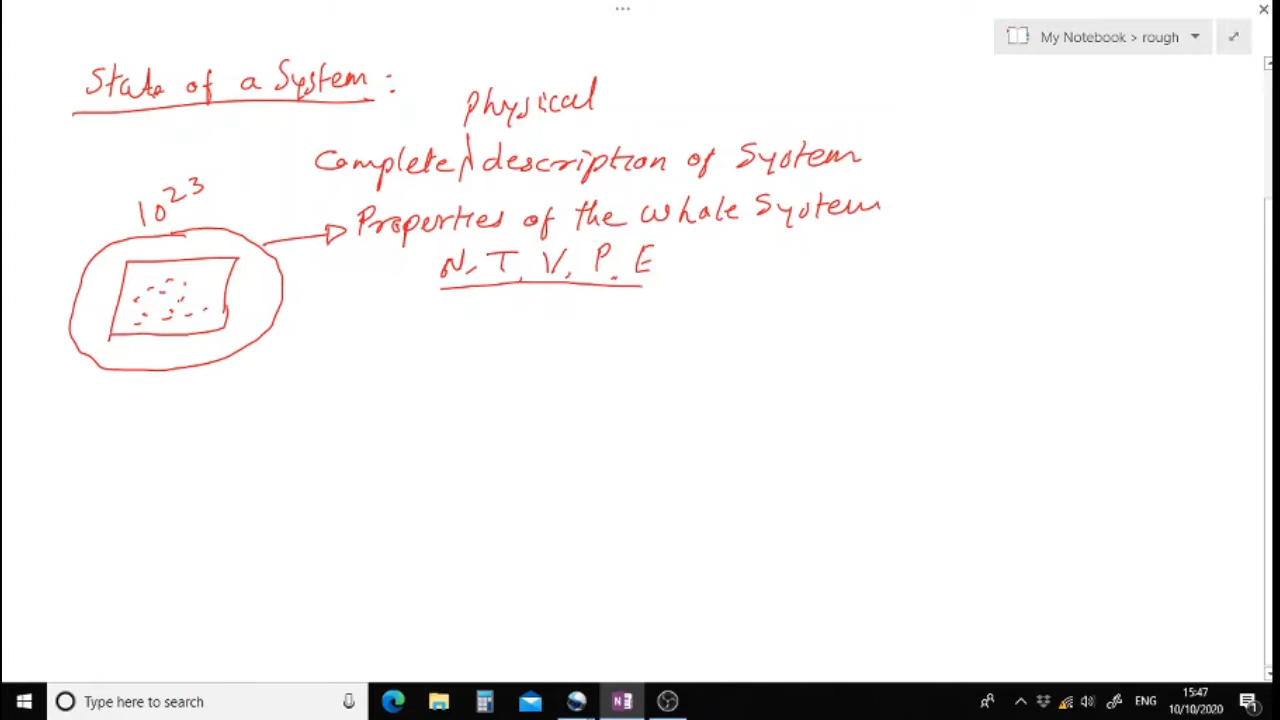 My Notebook > rough
State of a System :
Physical
Complete description of System
10²³
Properties of the whole System
N, T, V, P, E
Type here to search
ENG
15:47
10/10/2020
1